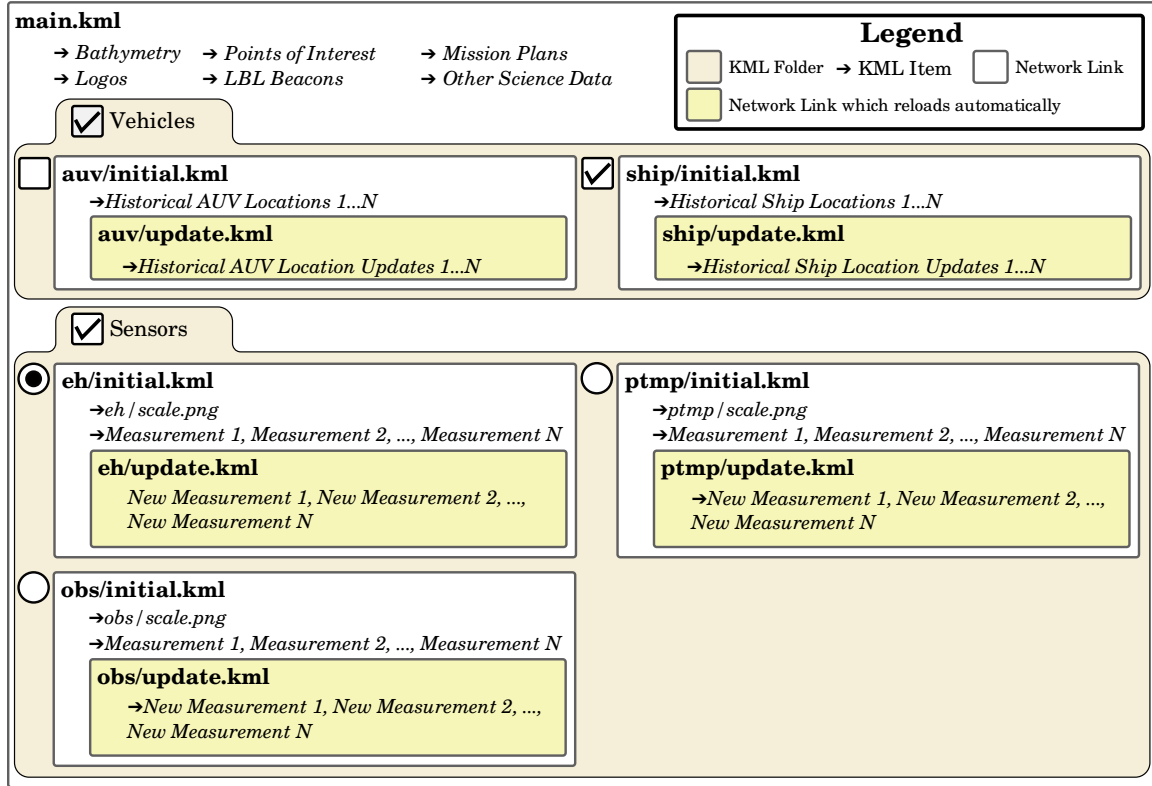 main.kml
➔ Bathymetry ➔ Points of Interest ➔ Mission Plans
➔ Logos ➔ LBL Beacons ➔ Other Science Data
Legend
KML Folder ➔ KML Item Network Link
Network Link which reloads automatically
Vehicles
auv/initial.kml
➔Historical AUV Locations 1...N
auv/update.kml
➔Historical AUV Location Updates 1...N
ship/initial.kml
➔Historical Ship Locations 1...N
ship/update.kml
➔Historical Ship Location Updates 1...N
Sensors
eh/initial.kml
➔eh/scale.png
➔Measurement 1, Measurement 2, ..., Measurement N
eh/update.kml
New Measurement 1, New Measurement 2, ...,
New Measurement N
ptmp/initial.kml
➔ptmp/scale.png
➔Measurement 1, Measurement 2, ..., Measurement N
ptmp/update.kml
➔New Measurement 1, New Measurement 2, ...,
New Measurement N
obs/initial.kml
➔obs/scale.png
➔Measurement 1, Measurement 2, ..., Measurement N
obs/update.kml
➔New Measurement 1, New Measurement 2, ...,
New Measurement N